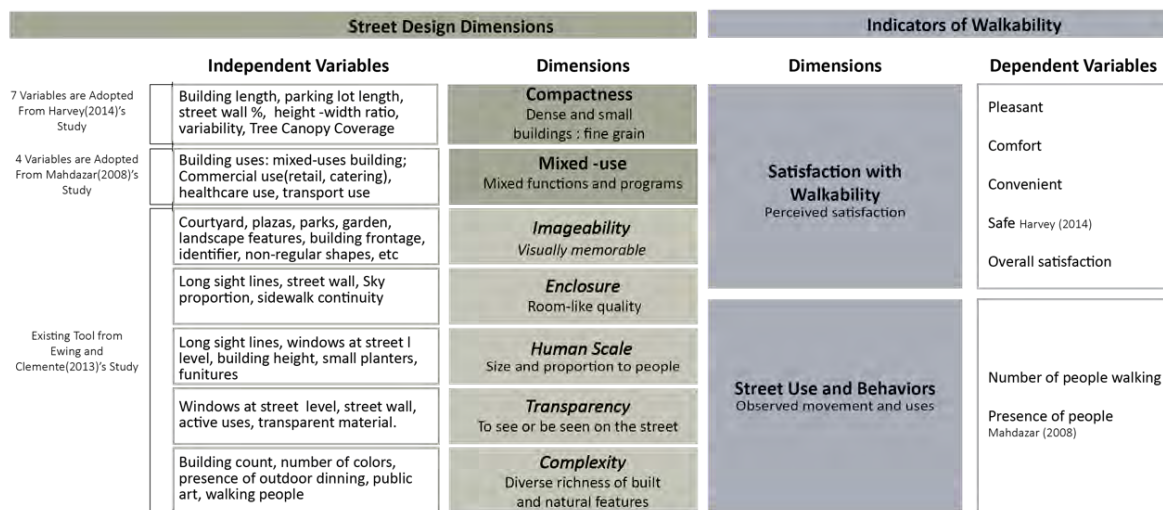 Street Design Dimensions
Indicators of Walkability
Independent Variables
Dimensions
Dimensions
Dependent Variables
7 Variables are Adopted
From Harvey(2014)'s
Study
Building length, parking lot length,
street wall %, height -width ratio,
variability, Tree Canopy Coverage
Compactness
Dense and small
buildings : fine grain
4 Variables are Adopted
From Mahdazar(2008)'s
Study
Building uses: mixed-uses building;
Commercial use(retail, catering),
healthcare use, transport use
Mixed -use
Mixed functions and programs
Existing Tool from
Ewing and
Clemente(2013)'s Study
Courtyard, plazas, parks, garden,
landscape features, building frontage,
identifier, non-regular shapes, etc
Imageability
Visually memorable
Long sight lines, street wall, Sky
proportion, sidewalk continuity
Enclosure
Room-like quality
Long sight lines, windows at street l
level, building height, small planters,
funitures
Human Scale
Size and proportion to people
Windows at street level, street wall,
active uses, transparent material.
Transparency
To see or be seen on the street
Building count, number of colors,
presence of outdoor dinning, public
art, walking people
Complexity
Diverse richness of built
and natural features
Satisfaction with
Walkability
Perceived satisfaction
Pleasant
Comfort
Convenient
Safe Harvey (2014)
Overall satisfaction
Street Use and Behaviors
Observed movement and uses
Number of people walking
Presence of people
Mahdazar (2008)